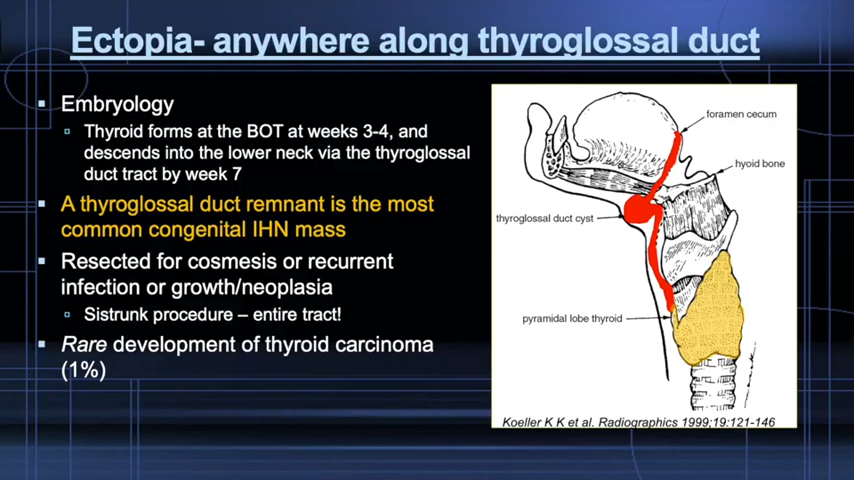 Ectopia- anywhere along thyroglossal duct
Embryology
Thyroid forms at the BOT at weeks 3-4, and
descends into the lower neck via the thyroglossal
duct tract by week 7
A thyroglossal duct remnant is the most
common congenital IHN mass
Resected for cosmesis or recurrent
infection or growth/neoplasia
Sistrunk procedure – entire tract!
Rare development of thyroid carcinoma
(1%)
foramen cecum
hyoid bone
thyroglossal duct cyst
pyramidal lobe thyroid
Koeller K K et al. Radiographics 1999;19:121-146